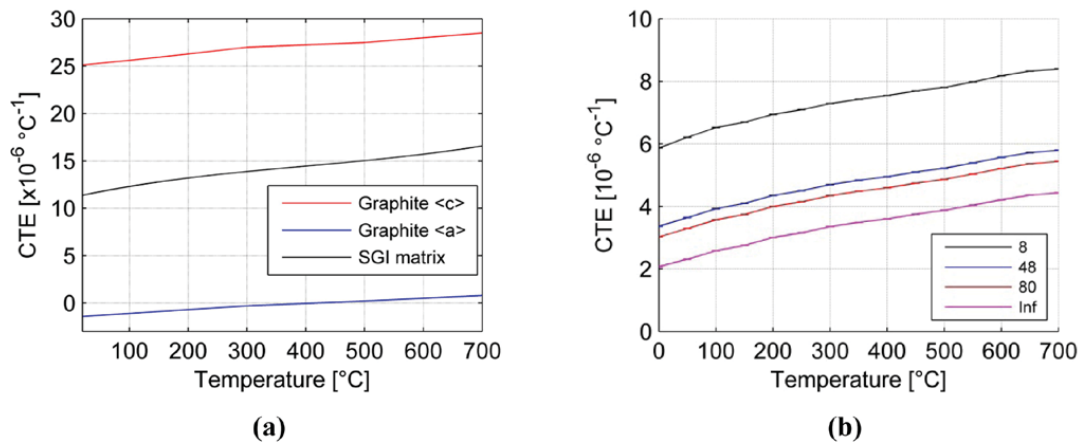 30
25
20
15
10
5
0
CTE [x10⁻⁶ °C⁻¹]
Graphite <c>
Graphite <a>
SGI matrix
100 200 300 400 500 600 700
Temperature [°C]
(a)
10
8
6
4
2
0
CTE [10⁻⁶ °C⁻¹]
8
48
80
Inf
0 100 200 300 400 500 600 700
Temperature [°C]
(b)